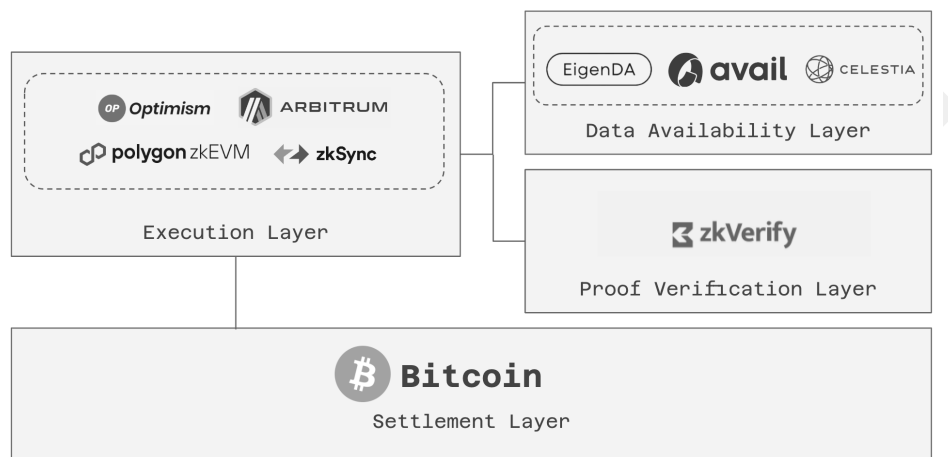 OP Optimism
ARBITRUM
polygon zkEVM
zkSync
Execution Layer
EigenDA
avail
CELESTIA
Data Availability Layer
zkVerify
Proof Verification Layer
Bitcoin
Settlement Layer